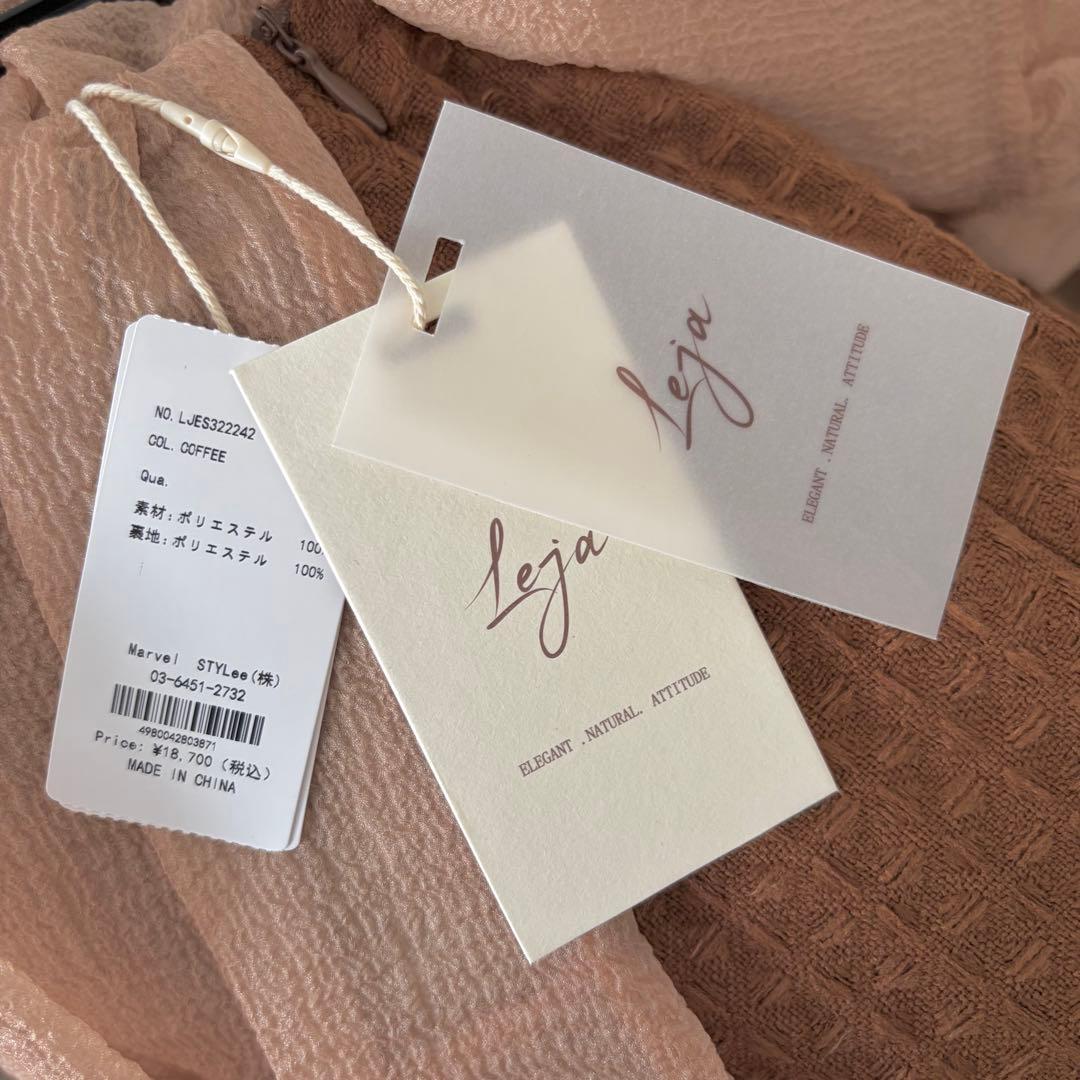 NO. LJES322242
COL. COFFEE
Qua.
素材:ポリエステル 100%
裏地:ポリエステル 100%
Marvel STYLee(株)
03-6451-2732
4980042803871
Price: ¥18,700(税込)
MADE IN CHINA
Leja
ELEGANT .NATURAL. ATTITUDE
Leja
ELEGANT .NATURAL. ATTITUDE